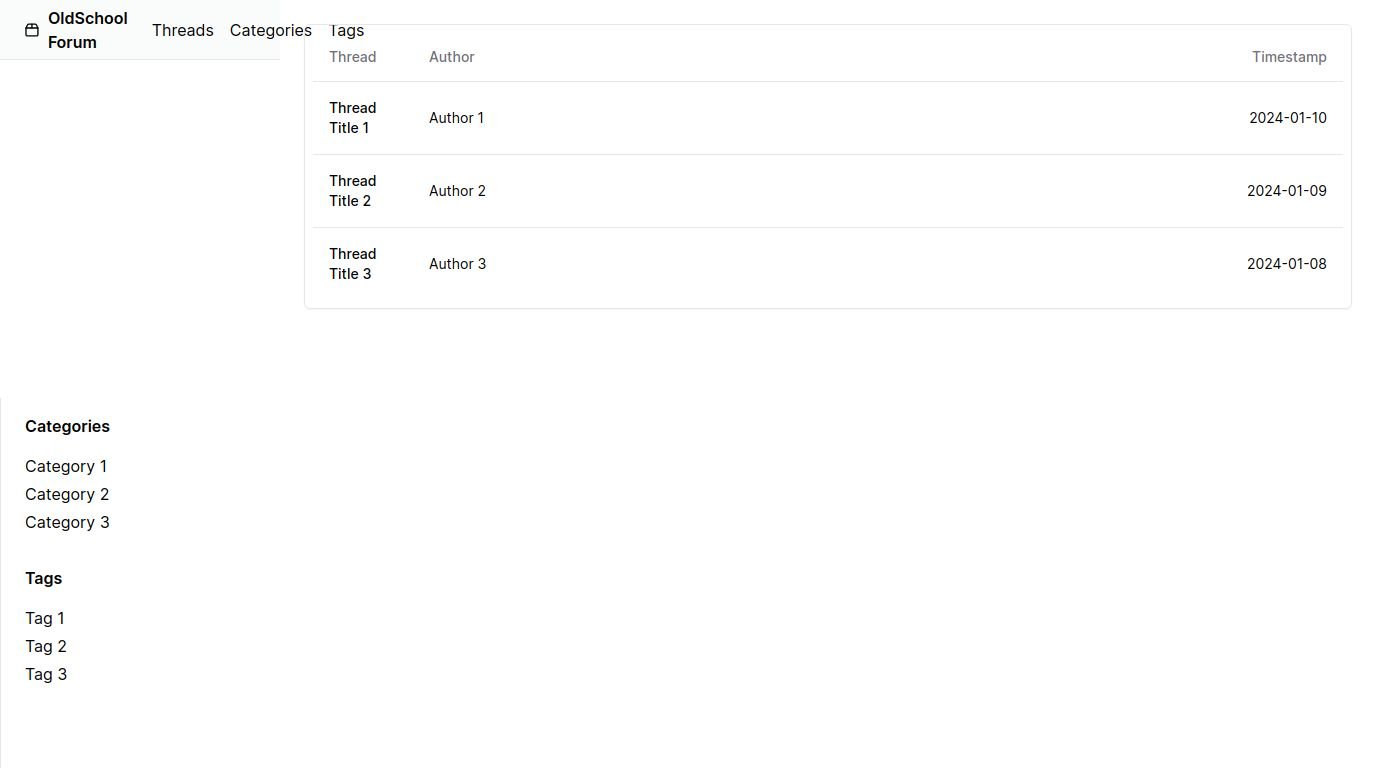 OldSchool
Forum
Threads Categories Tags
Thread Author Timestamp
Thread
Title 1
Author 1 2024-01-10
Thread
Title 2
Author 2 2024-01-09
Thread
Title 3
Author 3 2024-01-08
Categories
Category 1
Category 2
Category 3
Tags
Tag 1
Tag 2
Tag 3